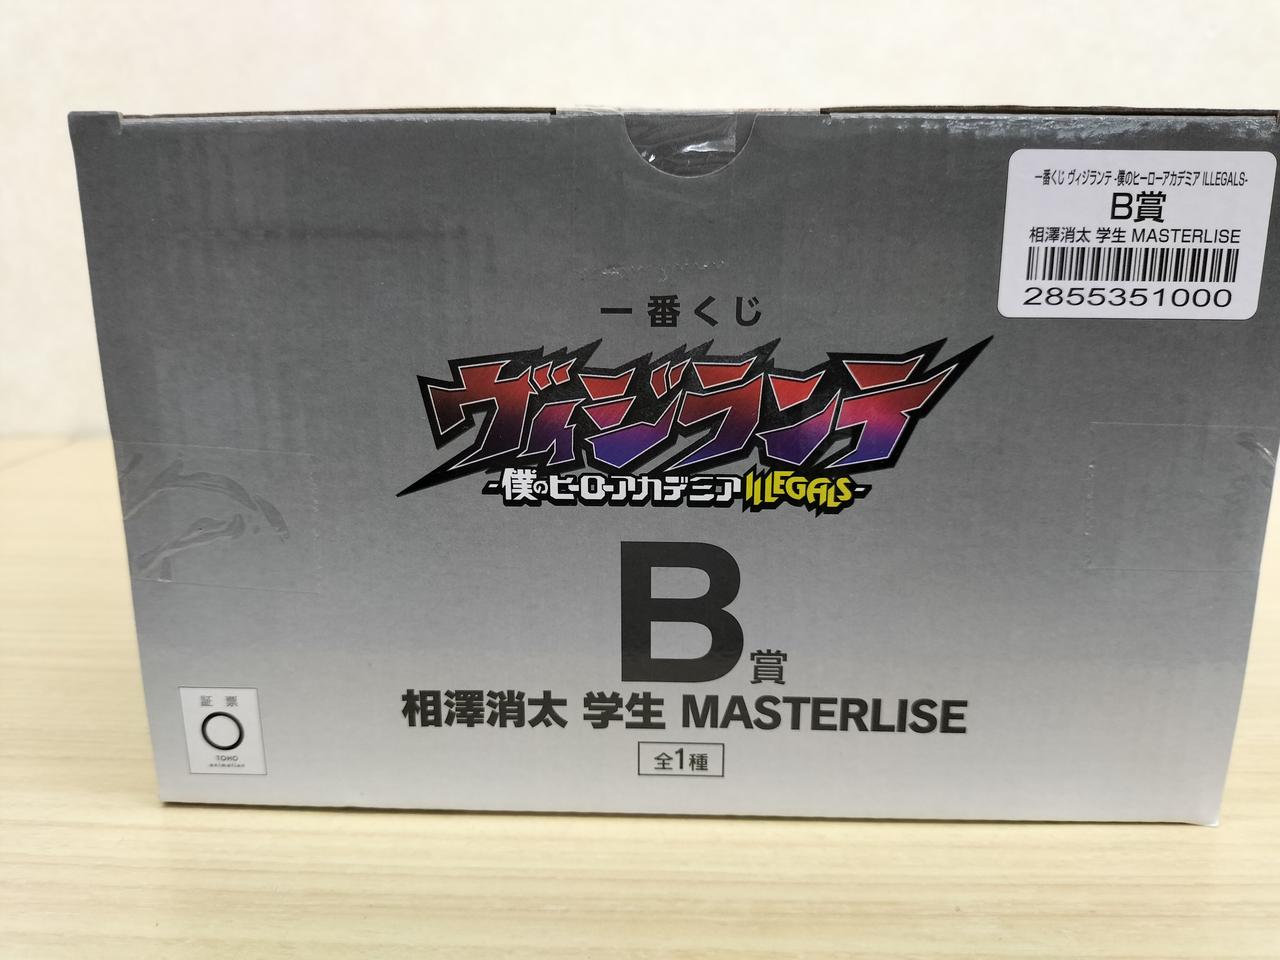 一番くじ ヴィジランテ -僕のヒーローアカデミア ILLEGALS-
B賞
相澤消太 学生 MASTERLISE
2855351000
一番くじ
ヴィジランテ
-僕のヒーローアカデミア ILLEGALS-
B賞
相澤消太 学生 MASTERLISE
全1種
証票
TOHO
animation